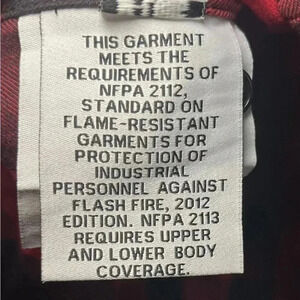 THIS GARMENT
MEETS THE
REQUIREMENTS OF
NFPA 2112,
STANDARD ON
FLAME-RESISTANT
GARMENTS FOR
PROTECTION OF
INDUSTRIAL
PERSONNEL AGAINST
FLASH FIRE, 2012
EDITION. NFPA 2113
REQUIRES UPPER
AND LOWER BODY
COVERAGE.